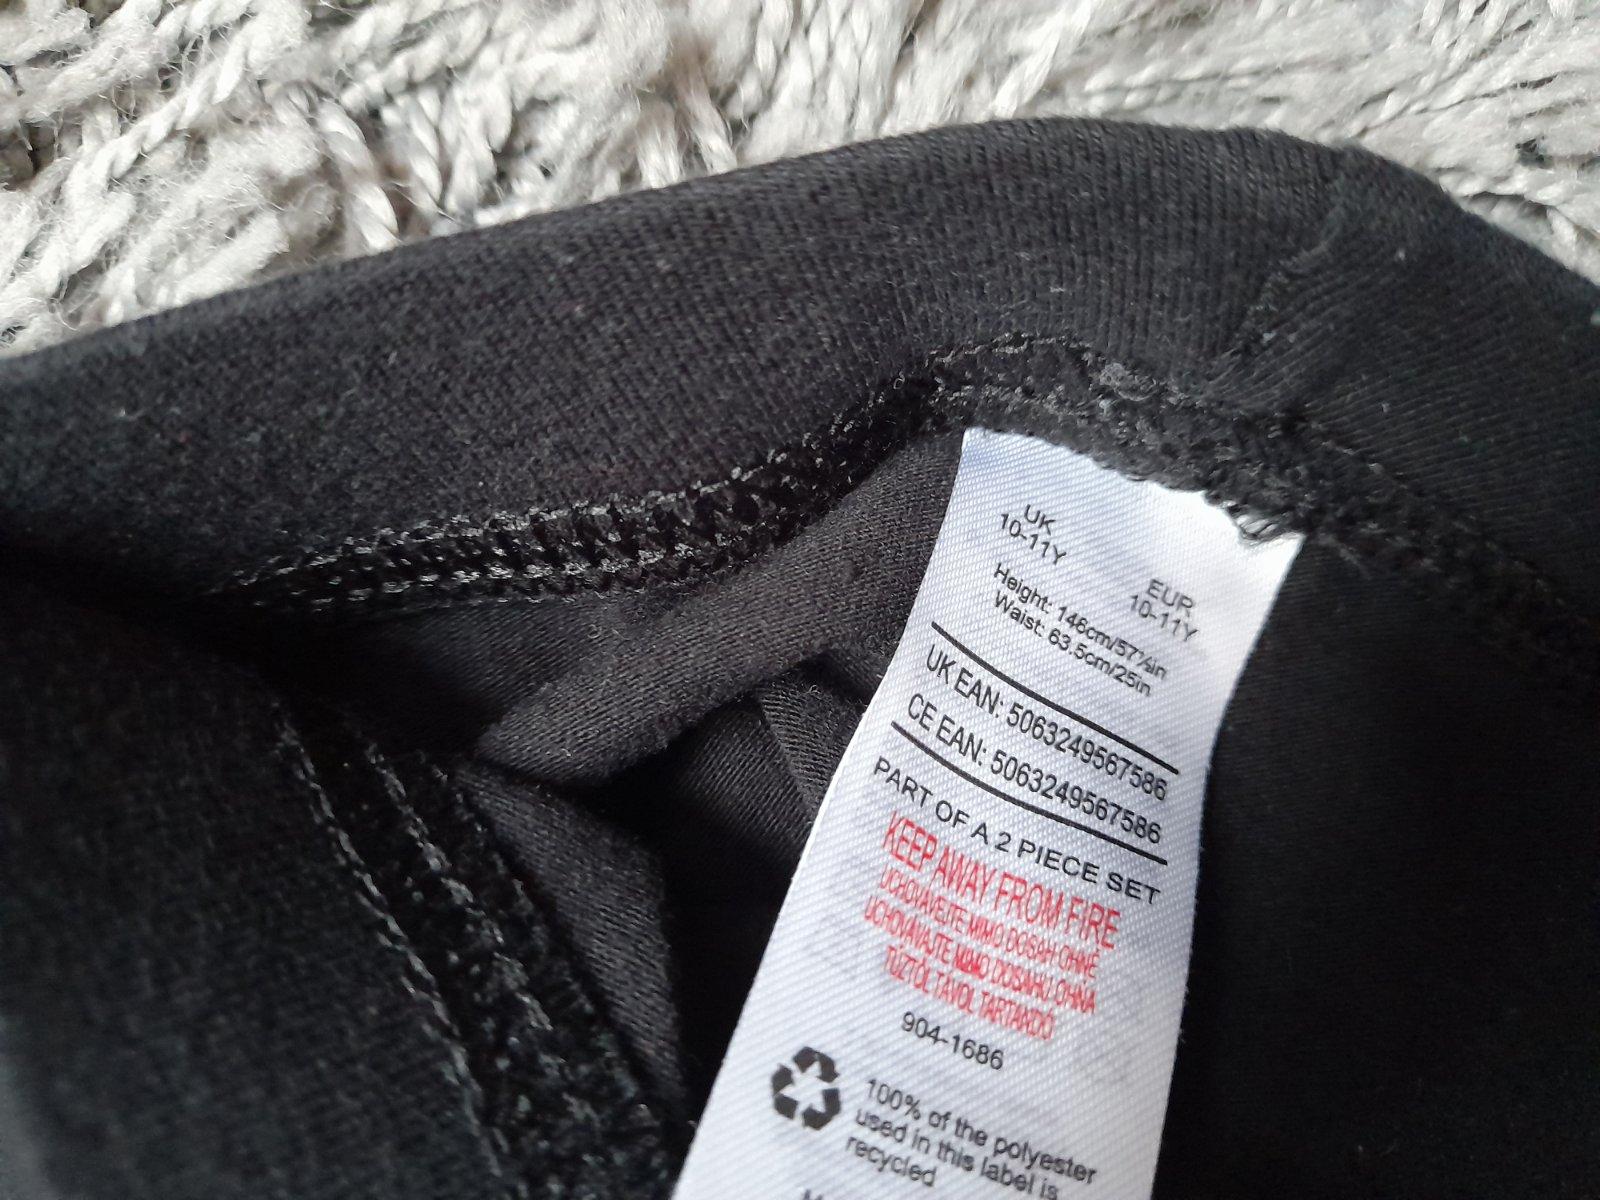 UK
10-11Y
EUR
10-11Y
Height: 146cm/57½in
Waist: 63.5cm/25in
UK EAN: 5063249567586
CE EAN: 5063249567586
PART OF A 2 PIECE SET
KEEP AWAY FROM FIRE
UCHOVÁVEJTE MIMO DOSAH OHNĚ
UCHOVÁVAJTE MIMO DOSAHU OHŇA
TŰZTŐL TÁVOL TARTANDÓ
904-1686
100% of the polyester
used in this label is
recycled